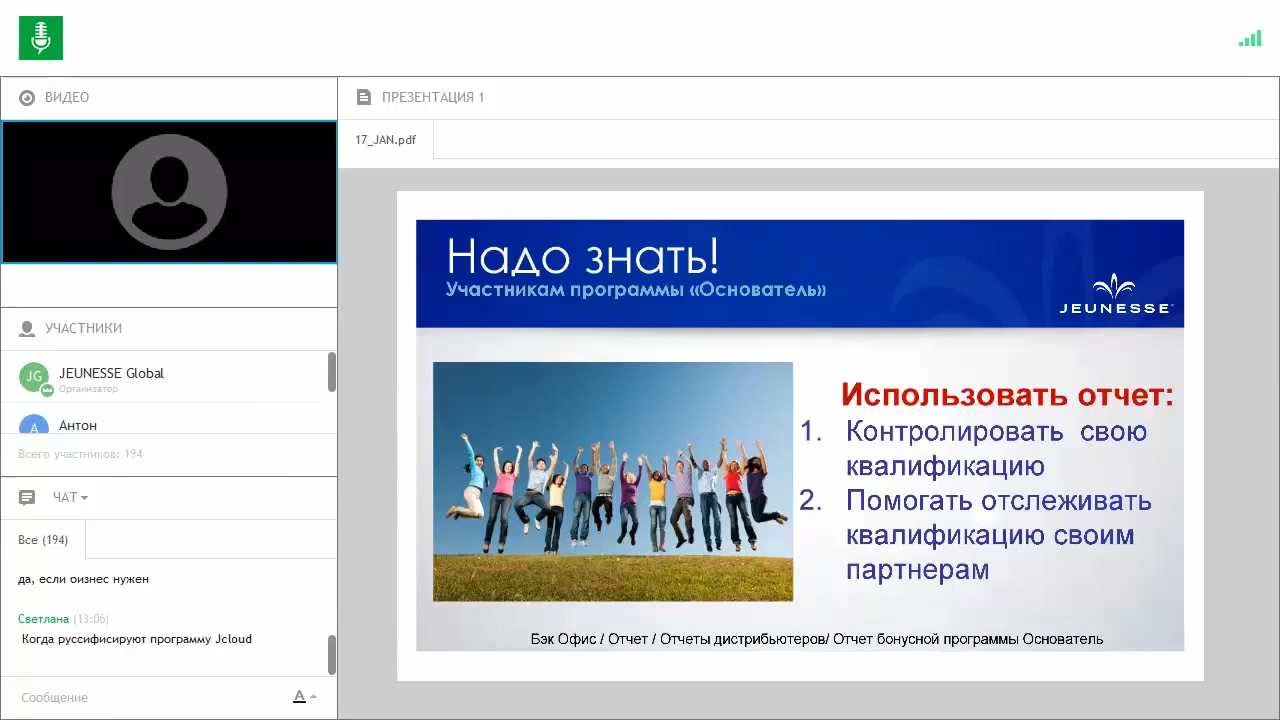 ВИДЕО
УЧАСТНИКИ
JG
JEUNESSE Global
Организатор
А
Антон
Всего участников: 194
ЧАТ
Все (194)
да, если бизнес нужен
Светлана (13:06)
Когда руссифисируют программу Jcloud
Сообщение
A
ПРЕЗЕНТАЦИЯ 1
17_JAN.pdf
Надо знать!
Участникам программы «Основатель»
JEUNESSE
Использовать отчет:
1. Контролировать свою
квалификацию
2. Помогать отслеживать
квалификацию своим
партнерам
Бэк Офис / Отчет / Отчеты дистрибьютеров/ Отчет бонусной программы Основатель